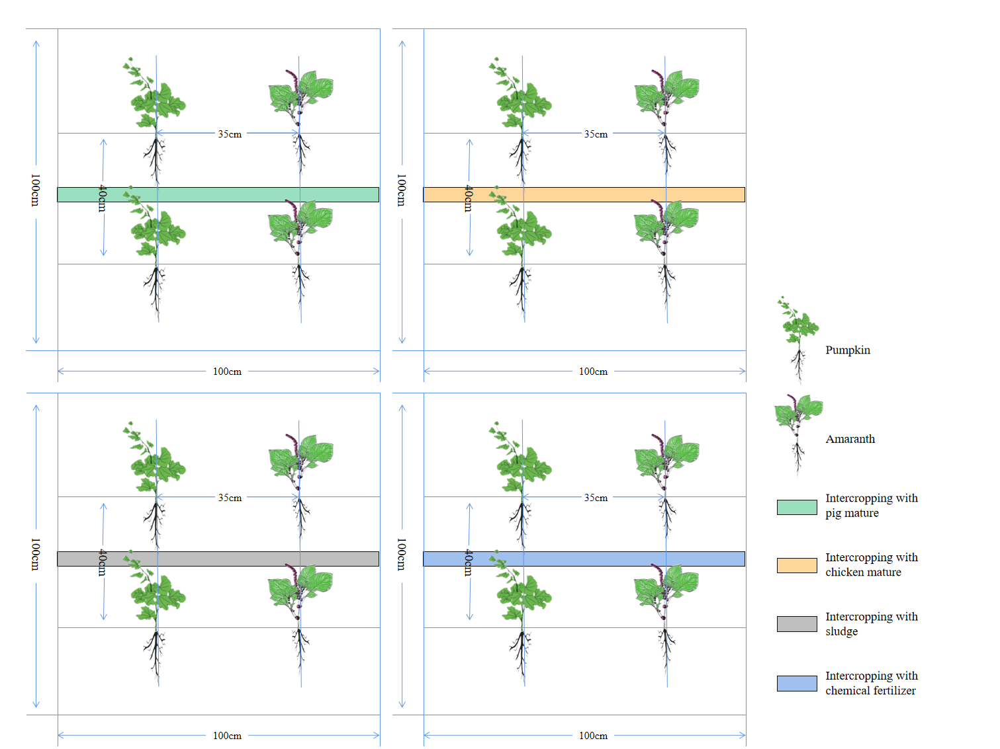 35cm
35cm
100cm
40cm
100cm
40cm
100cm
100cm
35cm
35cm
100cm
40cm
100cm
40cm
100cm
100cm
Pumpkin
Amaranth
Intercropping with
pig mature
Intercropping with
chicken mature
Intercropping with
sludge
Intercropping with
chemical fertilizer